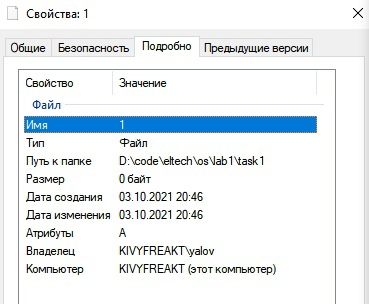 Свойства: 1
Общие Безопасность Подробно Предыдущие версии
Свойство Значение
Файл
Имя 1
Тип Файл
Путь к папке D:\code\eltech\os\lab1\task1
Размер 0 байт
Дата создания 03.10.2021 20:46
Дата изменения 03.10.2021 20:46
Атрибуты A
Владелец KIVYFREAKT\yalov
Компьютер KIVYFREAKT (этот компьютер)